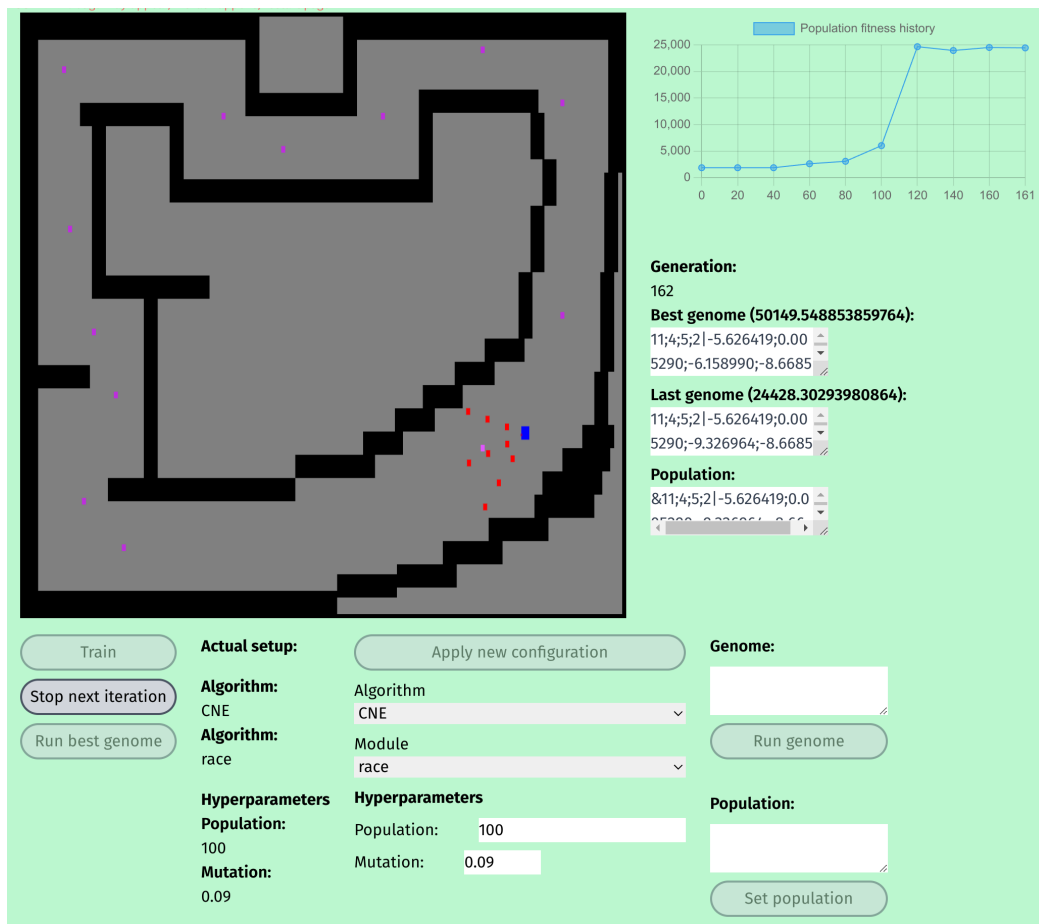 Population fitness history
25,000
20,000
15,000
10,000
5,000
0
0 20 40 60 80 100 120 140 160 161
Generation:
162
Best genome (50149.548853859764):
11;4;5;2|-5.626419;0.00
5290;-6.158990;-8.6685
Last genome (24428.30293980864):
11;4;5;2|-5.626419;0.00
5290;-9.326964;-8.6685
Population:
&11;4;5;2|-5.626419;0.0
Train
Stop next iteration
Run best genome
Actual setup:
Algorithm:
CNE
Algorithm:
race
Hyperparameters
Population:
100
Mutation:
0.09
Apply new configuration
Algorithm
CNE
Module
race
Hyperparameters
Population: 100
Mutation: 0.09
Genome:
Run genome
Population:
Set population